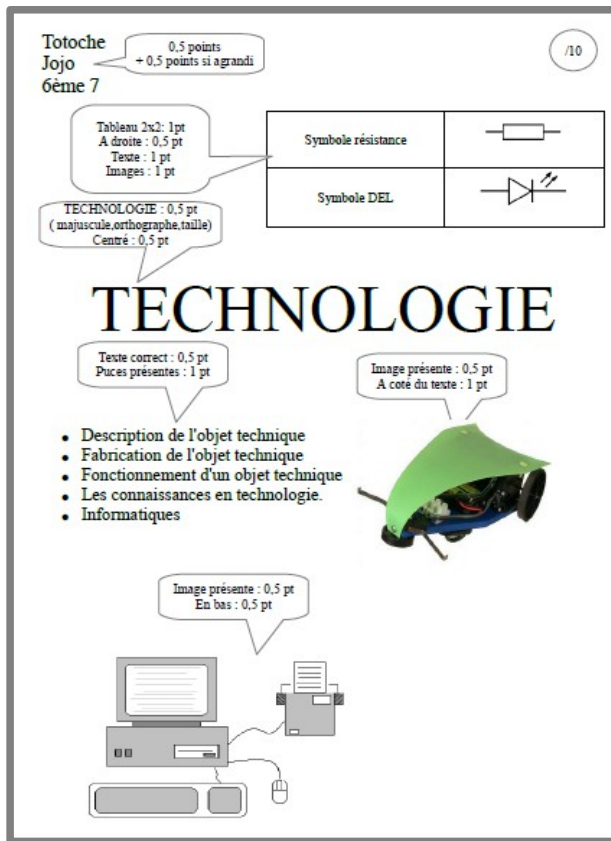 Totoche
Jojo
6ème 7
0,5 points
+ 0,5 points si agrandi
/10
Tableau 2x2: 1pt
A droite : 0,5 pt
Texte : 1 pt
Images : 1 pt
Symbole résistance
Symbole DEL
TECHNOLOGIE : 0,5 pt
( majuscule,orthographe,taille)
Centré : 0,5 pt
TECHNOLOGIE
Texte correct : 0,5 pt
Puces présentes : 1 pt
Image présente : 0,5 pt
A coté du texte : 1 pt
• Description de l'objet technique
• Fabrication de l'objet technique
• Fonctionnement d'un objet technique
• Les connaissances en technologie.
• Informatiques
Image présente : 0,5 pt
En bas : 0,5 pt